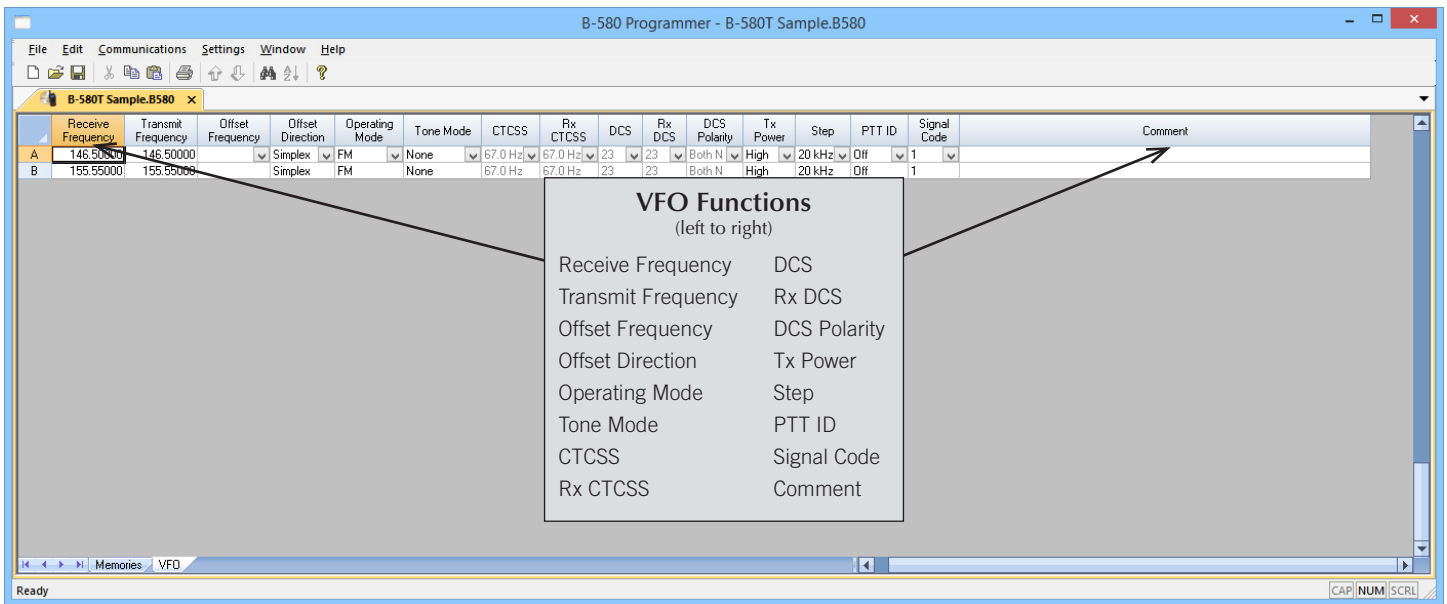 B-580 Programmer - B-580T Sample.B580
File Edit Communications Settings Window Help
B-580T Sample.B580
Receive Frequency Transmit Frequency Offset Frequency Offset Direction Operating Mode Tone Mode CTCSS Rx CTCSS DCS Rx DCS DCS Polarity Tx Power Step PTT ID Signal Code Comment
A 146.50000 146.50000 Simplex FM None 67.0 Hz 67.0 Hz 23 23 Both N High 20 kHz Off 1
B 155.55000 155.55000 Simplex FM None 67.0 Hz 67.0 Hz 23 23 Both N High 20 kHz Off 1
VFO Functions
(left to right)
Receive Frequency
Transmit Frequency
Offset Frequency
Offset Direction
Operating Mode
Tone Mode
CTCSS
Rx CTCSS
DCS
Rx DCS
DCS Polarity
Tx Power
Step
PTT ID
Signal Code
Comment
Memories VFO
Ready CAP NUM SCRL